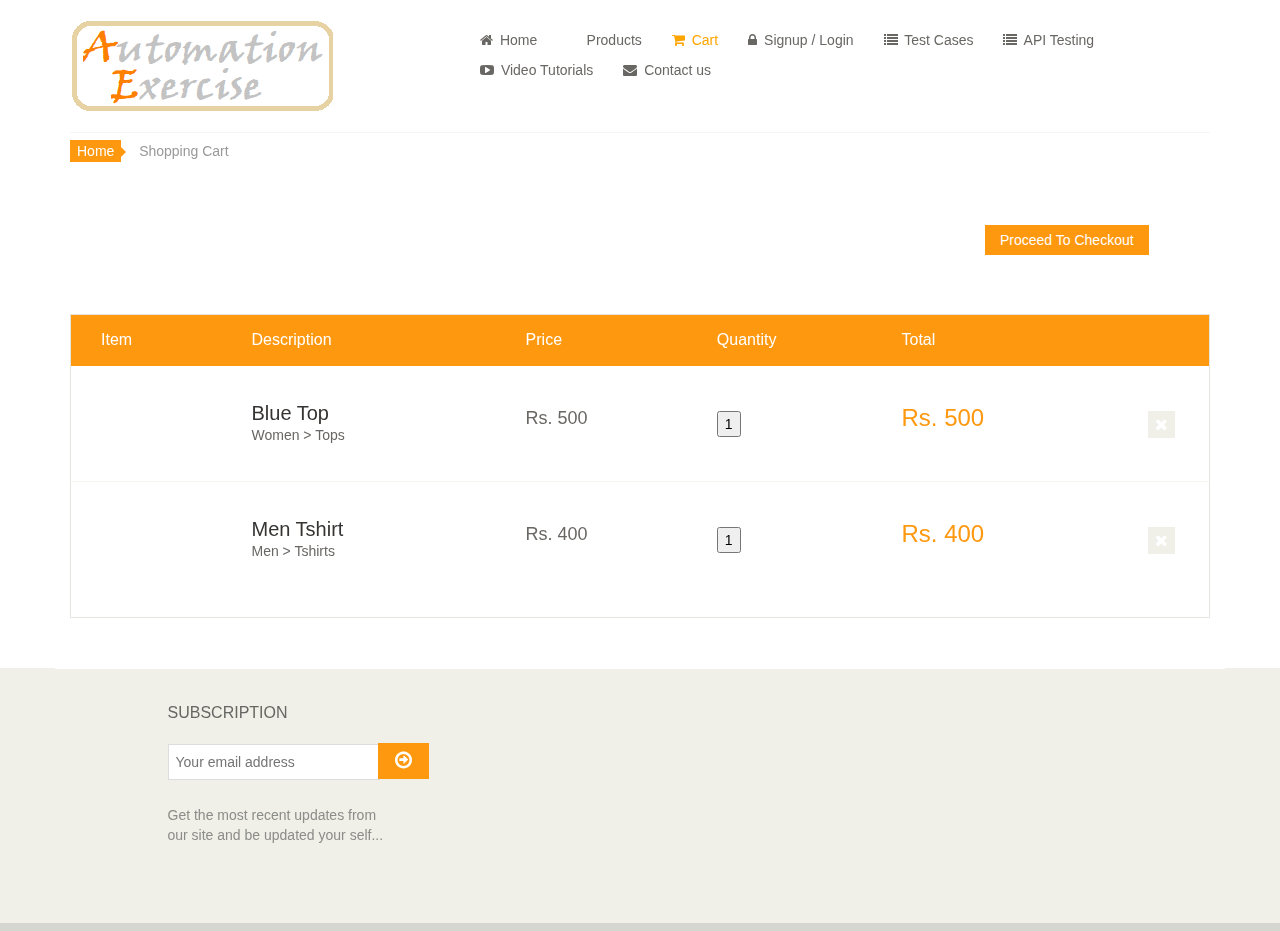 Automation
Exercise
Home Products Cart Signup / Login Test Cases API Testing
Video Tutorials Contact us
Home Shopping Cart
Proceed To Checkout
Item Description Price Quantity Total
Blue Top Rs. 500 1 Rs. 500
Women > Tops
Men Tshirt Rs. 400 1 Rs. 400
Men > Tshirts
SUBSCRIPTION
Your email address
Get the most recent updates from
our site and be updated your self...